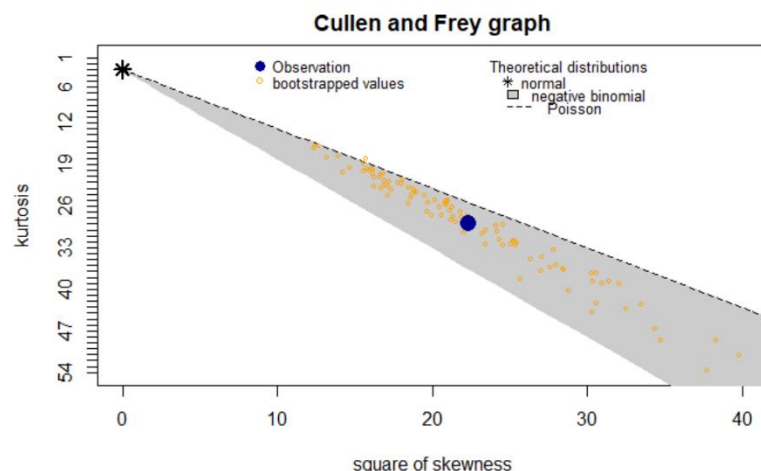 Cullen and Frey graph
Observation
bootstrapped values
Theoretical distributions
normal
negative binomial
Poisson
kurtosis
1
6
12
19
26
33
40
47
54
0 10 20 30 40
square of skewness